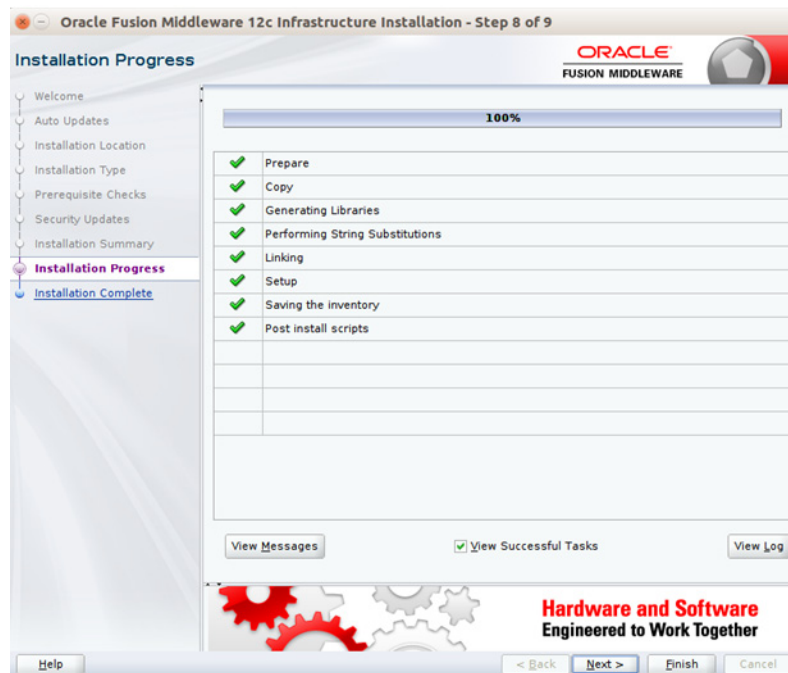 Oracle Fusion Middleware 12c Infrastructure Installation - Step 8 of 9
Installation Progress
ORACLE
FUSION MIDDLEWARE
Welcome
Auto Updates
Installation Location
Installation Type
Prerequisite Checks
Security Updates
Installation Summary
Installation Progress
Installation Complete
100%
Prepare
Copy
Generating Libraries
Performing String Substitutions
Linking
Setup
Saving the inventory
Post install scripts
View Messages
View Successful Tasks
View Log
Hardware and Software
Engineered to Work Together
Help
< Back
Next >
Finish
Cancel